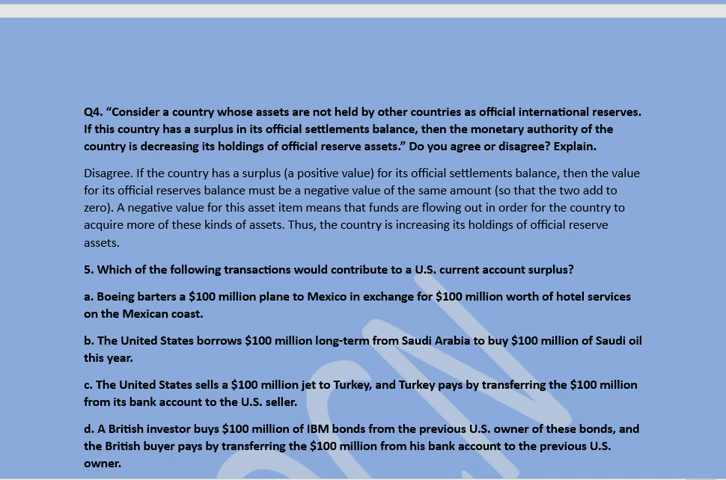 Q4. “Consider a country whose assets are not held by other countries as official international reserves.
If this country has a surplus in its official settlements balance, then the monetary authority of the
country is decreasing its holdings of official reserve assets.” Do you agree or disagree? Explain.
Disagree. If the country has a surplus (a positive value) for its official settlements balance, then the value
for its official reserves balance must be a negative value of the same amount (so that the two add to
zero). A negative value for this asset item means that funds are flowing out in order for the country to
acquire more of these kinds of assets. Thus, the country is increasing its holdings of official reserve
assets.
5. Which of the following transactions would contribute to a U.S. current account surplus?
a. Boeing barters a $100 million plane to Mexico in exchange for $100 million worth of hotel services
on the Mexican coast.
b. The United States borrows $100 million long-term from Saudi Arabia to buy $100 million of Saudi oil
this year.
c. The United States sells a $100 million jet to Turkey, and Turkey pays by transferring the $100 million
from its bank account to the U.S. seller.
d. A British investor buys $100 million of IBM bonds from the previous U.S. owner of these bonds, and
the British buyer pays by transferring the $100 million from his bank account to the previous U.S.
owner.